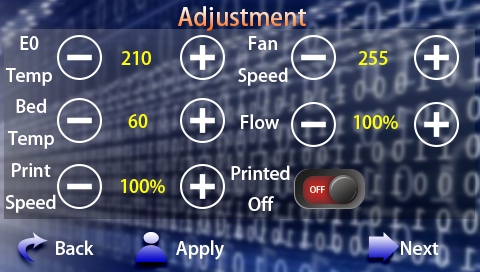 Adjustment
E0 Temp 210
Fan Speed 255
Bed Temp 60
Flow 100%
Print Speed 100%
Printed Off OFF
Back Apply Next